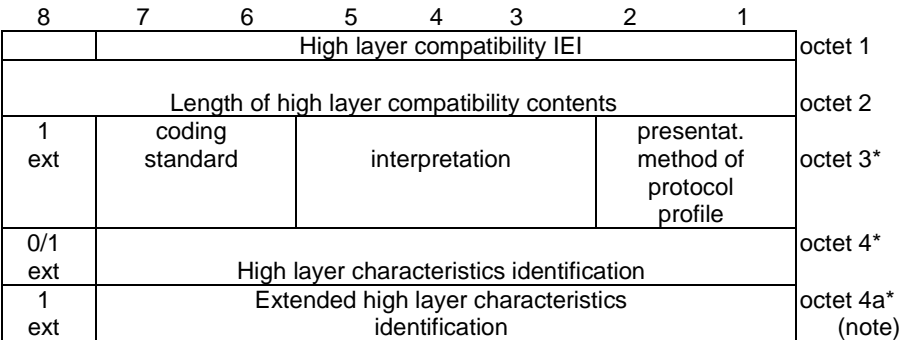 8 7 6 5 4 3 2 1
High layer compatibility IEI octet 1
Length of high layer compatibility contents octet 2
1 coding presentat.
ext standard interpretation method of octet 3*
protocol
profile
0/1 octet 4*
ext High layer characteristics identification
1 Extended high layer characteristics octet 4a*
ext identification (note)